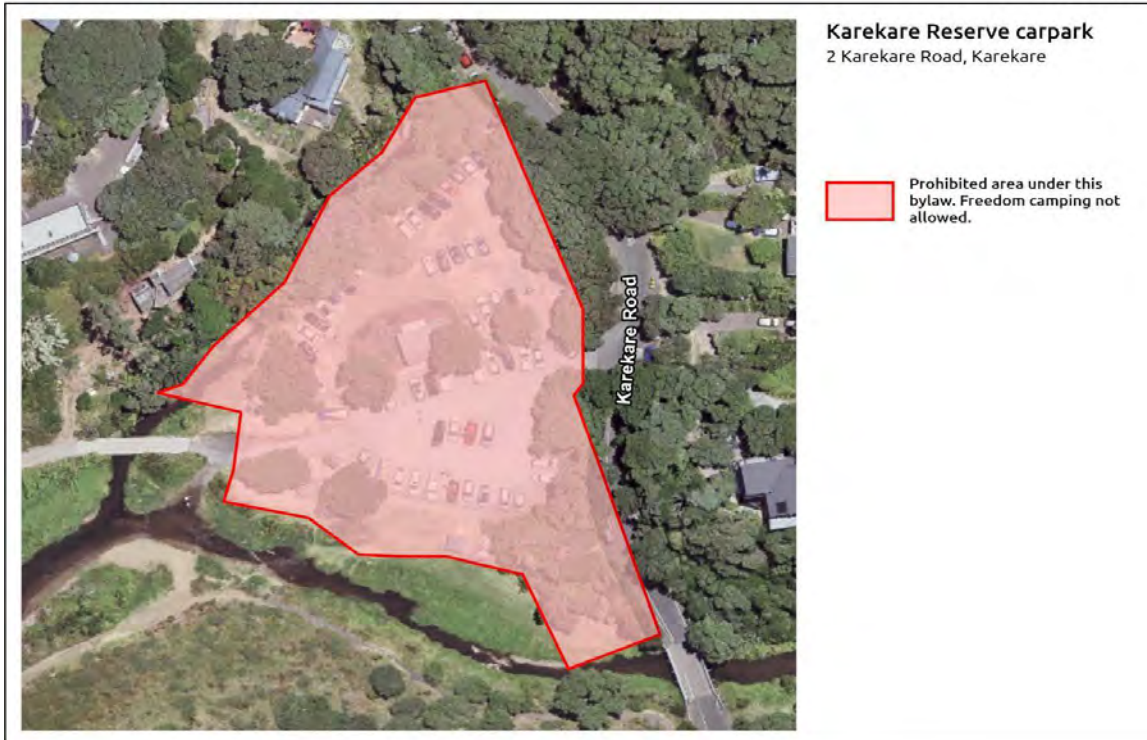 Karekare Reserve carpark
2 Karekare Road, Karekare
Prohibited area under this
bylaw. Freedom camping not
allowed.
Karekare Road